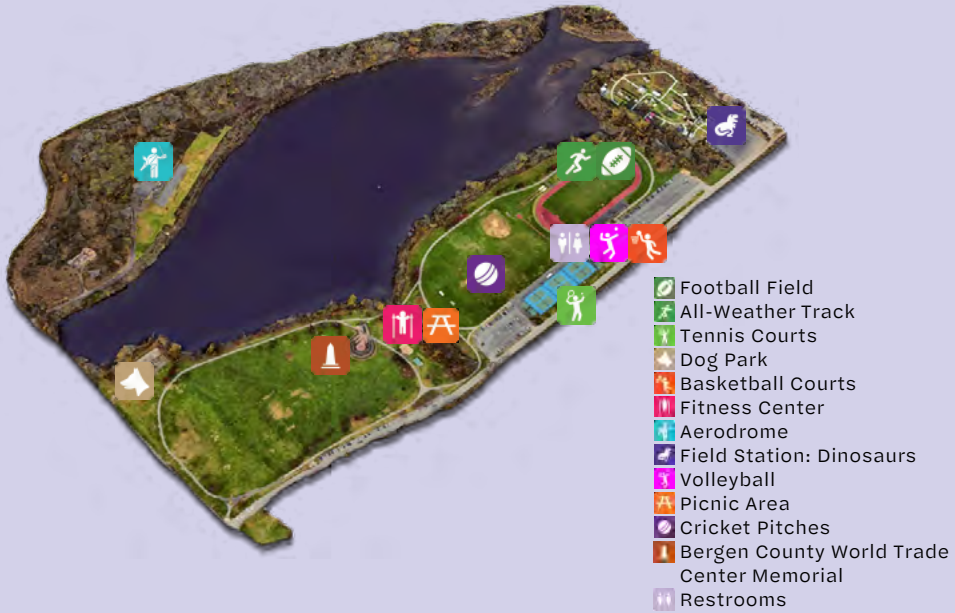 Football Field
All-Weather Track
Tennis Courts
Dog Park
Basketball Courts
Fitness Center
Aerodrome
Field Station: Dinosaurs
Volleyball
Picnic Area
Cricket Pitches
Bergen County World Trade
Center Memorial
Restrooms